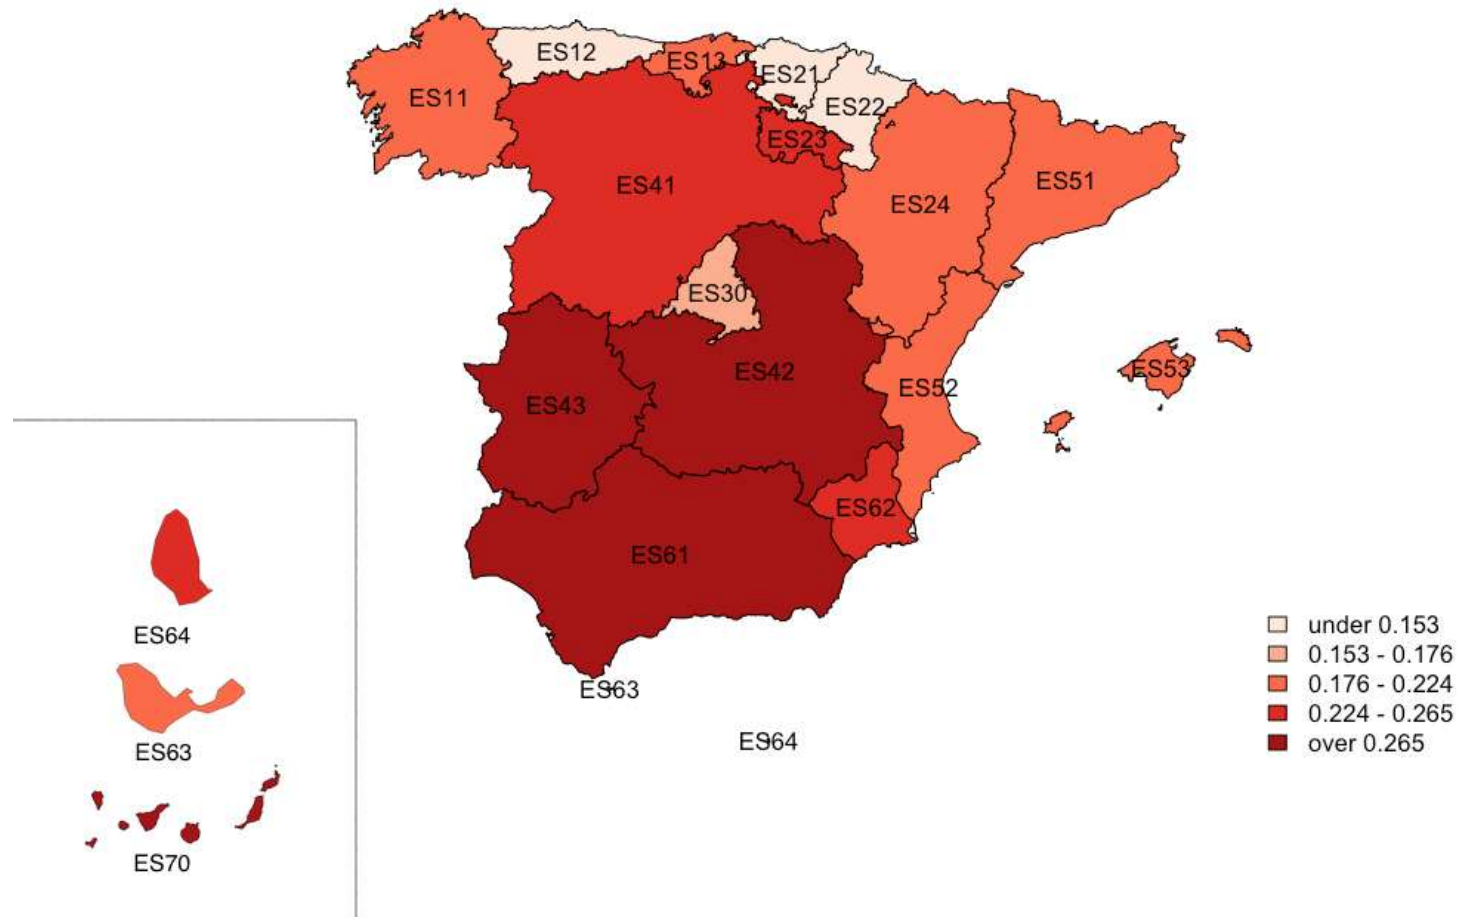 ES12
ES13
ES21
ES11
ES22
ES23
ES41
ES51
ES24
ES30
ES42
ES53
ES52
ES43
ES62
ES61
ES64
ES63
ES70
ES63
ES64
under 0.153
0.153 - 0.176
0.176 - 0.224
0.224 - 0.265
over 0.265